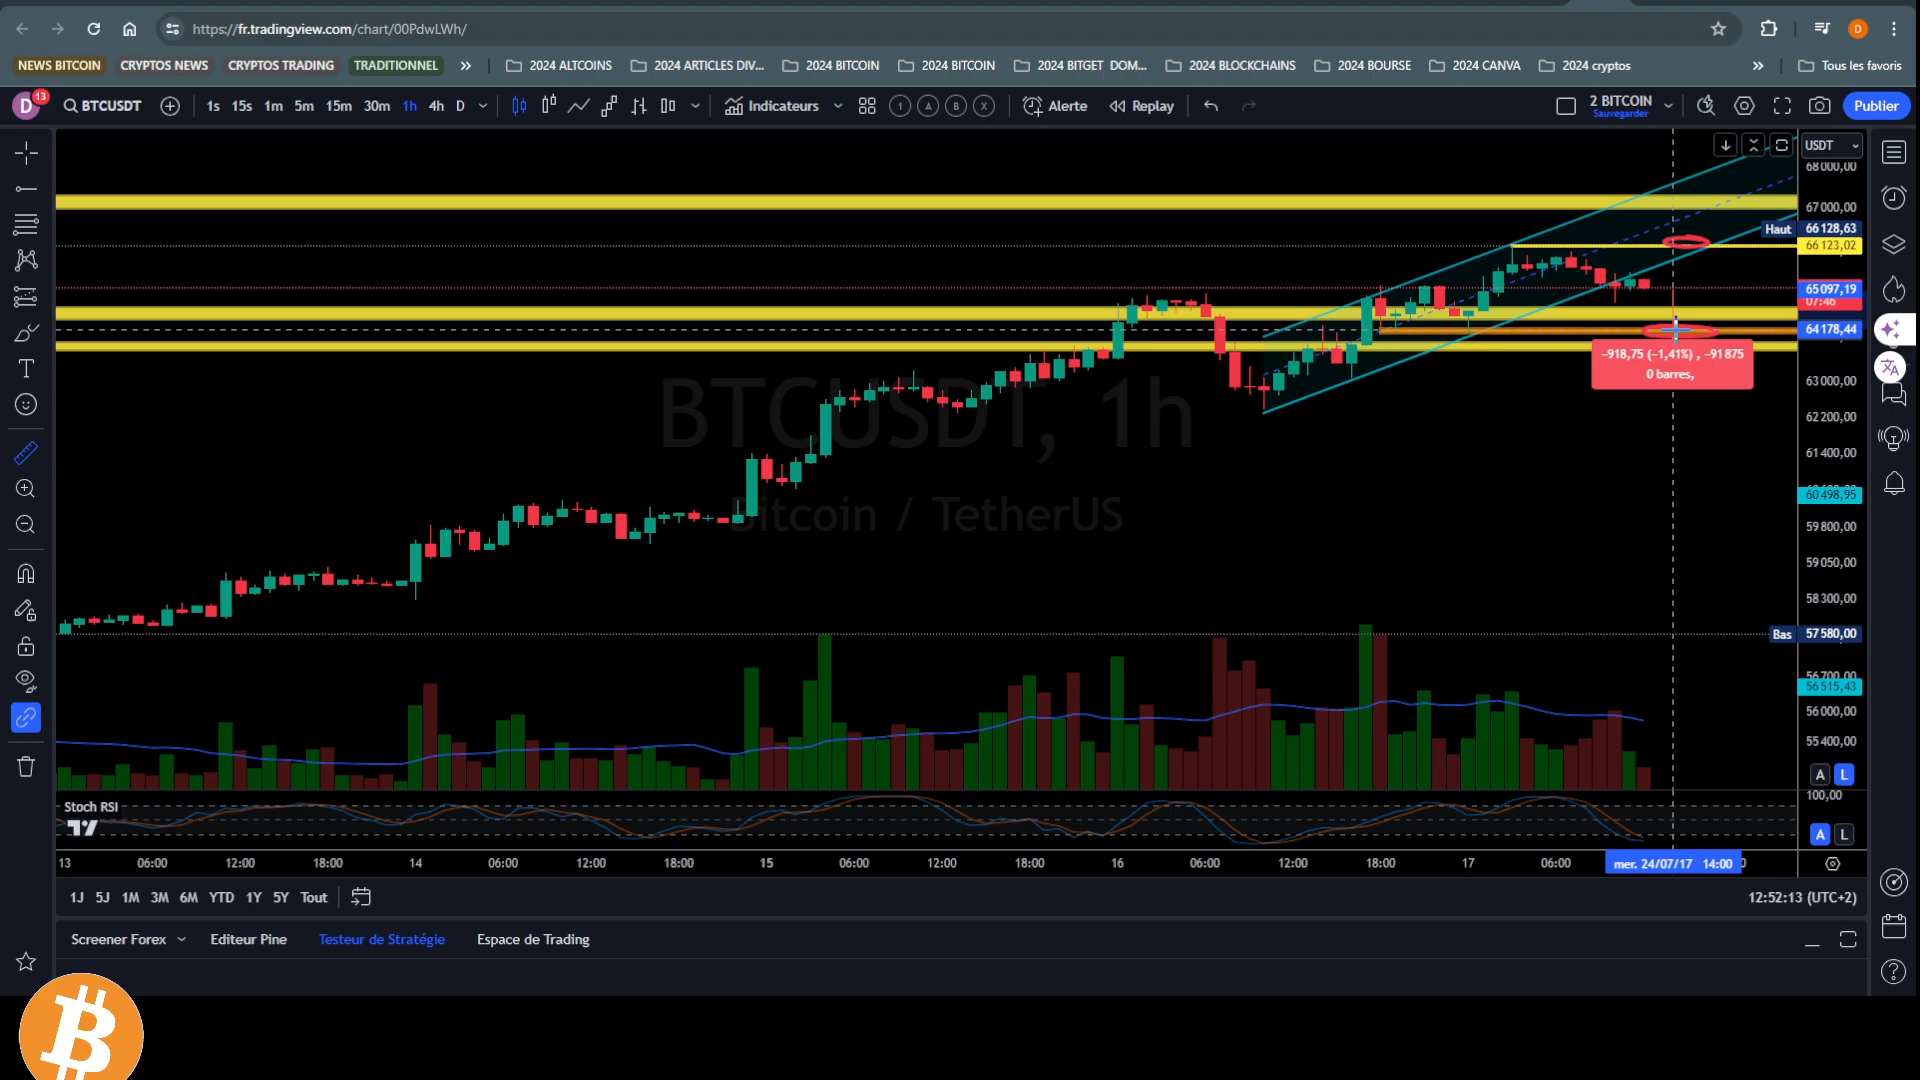 https://fr.tradingview.com/chart/00PdwLWh/
D
NEWS BITCOIN CRYPTOS NEWS CRYPTOS TRADING TRADITIONNEL » 2024 ALTCOINS 2024 ARTICLES DIV... 2024 BITCOIN 2024 BITCOIN 2024 BITGET DOM... 2024 BLOCKCHAINS 2024 BOURSE 2024 CANVA 2024 cryptos » Tous les favoris
D 13 BTCUSDT 1s 15s 1m 5m 15m 30m 1h 4h D Indicateurs 1 A B X Alerte Replay 2 BITCOIN Publier
Sauvegarder
USDT
68 000,00
67 000,00
Haut 66 128,63
66 123,02
65 097,19
07:46
64 178,44
-918,75 (-1,41%) , -91 875
0 barres,
63 000,00
BTCUSDT, 1h
62 200,00
61 400,00
60 498,95
Bitcoin / TetherUS
59 800,00
59 050,00
58 300,00
Bas 57 580,00
56 700,00
56 515,43
56 000,00
55 400,00
A L
100,00
Stoch RSI
A L
13 06:00 12:00 18:00 14 06:00 12:00 18:00 15 06:00 12:00 18:00 16 06:00 12:00 18:00 17 06:00 mer. 24/07/17 14:00
1J 5J 1M 3M 6M YTD 1Y 5Y Tout 12:52:13 (UTC+2)
Screener Forex Editeur Pine Testeur de Stratégie Espace de Trading